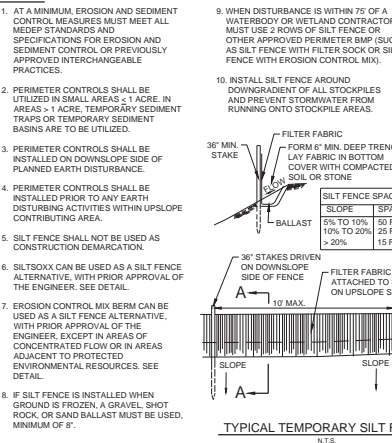 1. AT A MINIMUM, EROSION AND SEDIMENT
CONTROL MEASURES MUST MEET ALL
MEDEP STANDARDS AND
SPECIFICATIONS FOR EROSION AND
SEDIMENT CONTROL OR PREVIOUSLY
APPROVED INTERCHANGEABLE
PRACTICES.
2. PERIMETER CONTROLS SHALL BE
UTILIZED IN SMALL AREAS < 1 ACRE. IN
AREAS > 1 ACRE, TEMPORARY SEDIMENT
TRAPS OR TEMPORARY SEDIMENT
BASINS ARE TO BE UTILIZED.
3. PERIMETER CONTROLS SHALL BE
INSTALLED ON DOWNSLOPE SIDE OF
PLANNED EARTH DISTURBANCE.
4. PERIMETER CONTROLS SHALL BE
INSTALLED PRIOR TO ANY EARTH
DISTURBING ACTIVITIES WITHIN UPSLOPE
CONTRIBUTING AREA.
5. SILT FENCE SHALL NOT BE USED AS
CONSTRUCTION DEMARCATION.
6. SILTSOXX CAN BE USED AS A SILT FENCE
ALTERNATIVE, WITH PRIOR APPROVAL OF
THE ENGINEER. SEE DETAIL.
7. EROSION CONTROL MIX BERM CAN BE
USED AS A SILT FENCE ALTERNATIVE,
WITH PRIOR APPROVAL OF THE
ENGINEER, EXCEPT IN AREAS OF
CONCENTRATED FLOW OR IN AREAS
ADJACENT TO PROTECTED
ENVIRONMENTAL RESOURCES. SEE
DETAIL.
8. IF SILT FENCE IS INSTALLED WHEN
GROUND IS FROZEN, A GRAVEL, SHOT
ROCK, OR SAND BALLAST MUST BE USED,
MINIMUM OF 8".
9. WHEN DISTURBANCE IS WITHIN 75' OF A
WATERBODY OR WETLAND CONTRACTOR
MUST USE 2 ROWS OF SILT FENCE OR
OTHER APPROVED PERIMETER BMP (SUC
AS SILT FENCE WITH FILTER SOCK OR SIL
FENCE WITH EROSION CONTROL MIX).
10. INSTALL SILT FENCE AROUND
DOWNGRADIENT OF ALL STOCKPILES
AND PREVENT STORMWATER FROM
RUNNING ONTO STOCKPILE AREAS.
FILTER FABRIC
36" MIN.
STAKE
FORM 6" MIN. DEEP TRENC
LAY FABRIC IN BOTTOM
COVER WITH COMPACTED
SOIL OR STONE
FLOW
BALLAST
SILT FENCE SPAC
SLOPE SPA
5% TO 10% 50 F
10% TO 20% 25 F
> 20% 15 F
36" STAKES DRIVEN
ON DOWNSLOPE
SIDE OF FENCE
FILTER FABRIC
ATTACHED TO
ON UPSLOPE S
A
10' MAX.
SLOPE
SLOPE
A
TYPICAL TEMPORARY SILT F
N.T.S.